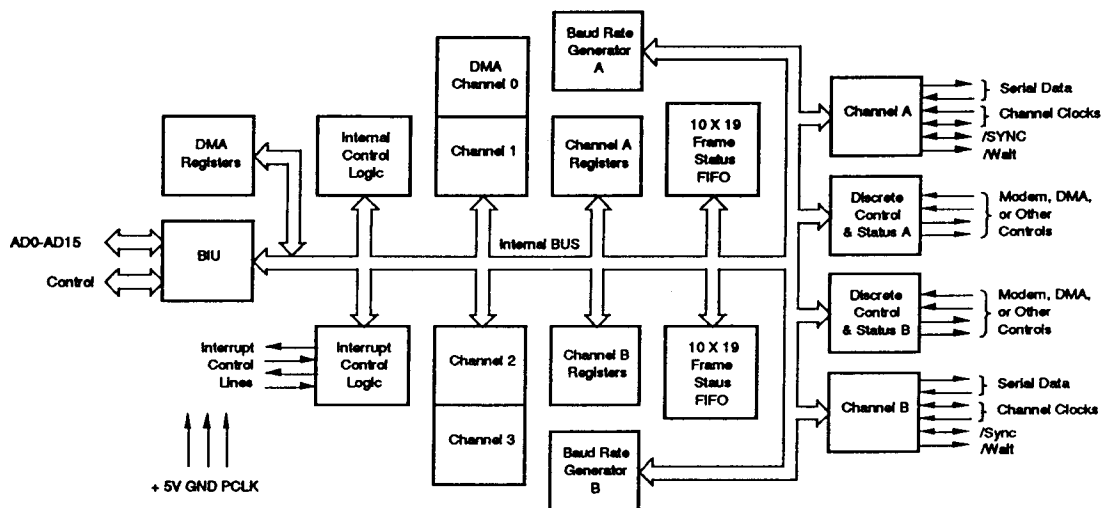 Baud Rate
Generator
A
DMA
Channel 0
Channel 1
DMA
Registers
Internal
Control
Logic
Channel A
Registers
10 X 19
Frame
Status
FIFO
Channel A
Serial Data
Channel Clocks
/SYNC
/Wait
Discrete
Control
& Status A
Modem, DMA,
or Other
Controls
AD0-AD15
Control
BIU
Internal BUS
Discrete
Control
& Status B
Modem, DMA,
or Other
Controls
Interrupt
Control
Lines
Interrupt
Control
Logic
Channel 2
Channel 3
Channel B
Registers
10 X 19
Frame
Staus
FIFO
Channel B
Serial Data
Channel Clocks
/Sync
/Wait
Baud Rate
Generator
B
+ 5V GND PCLK